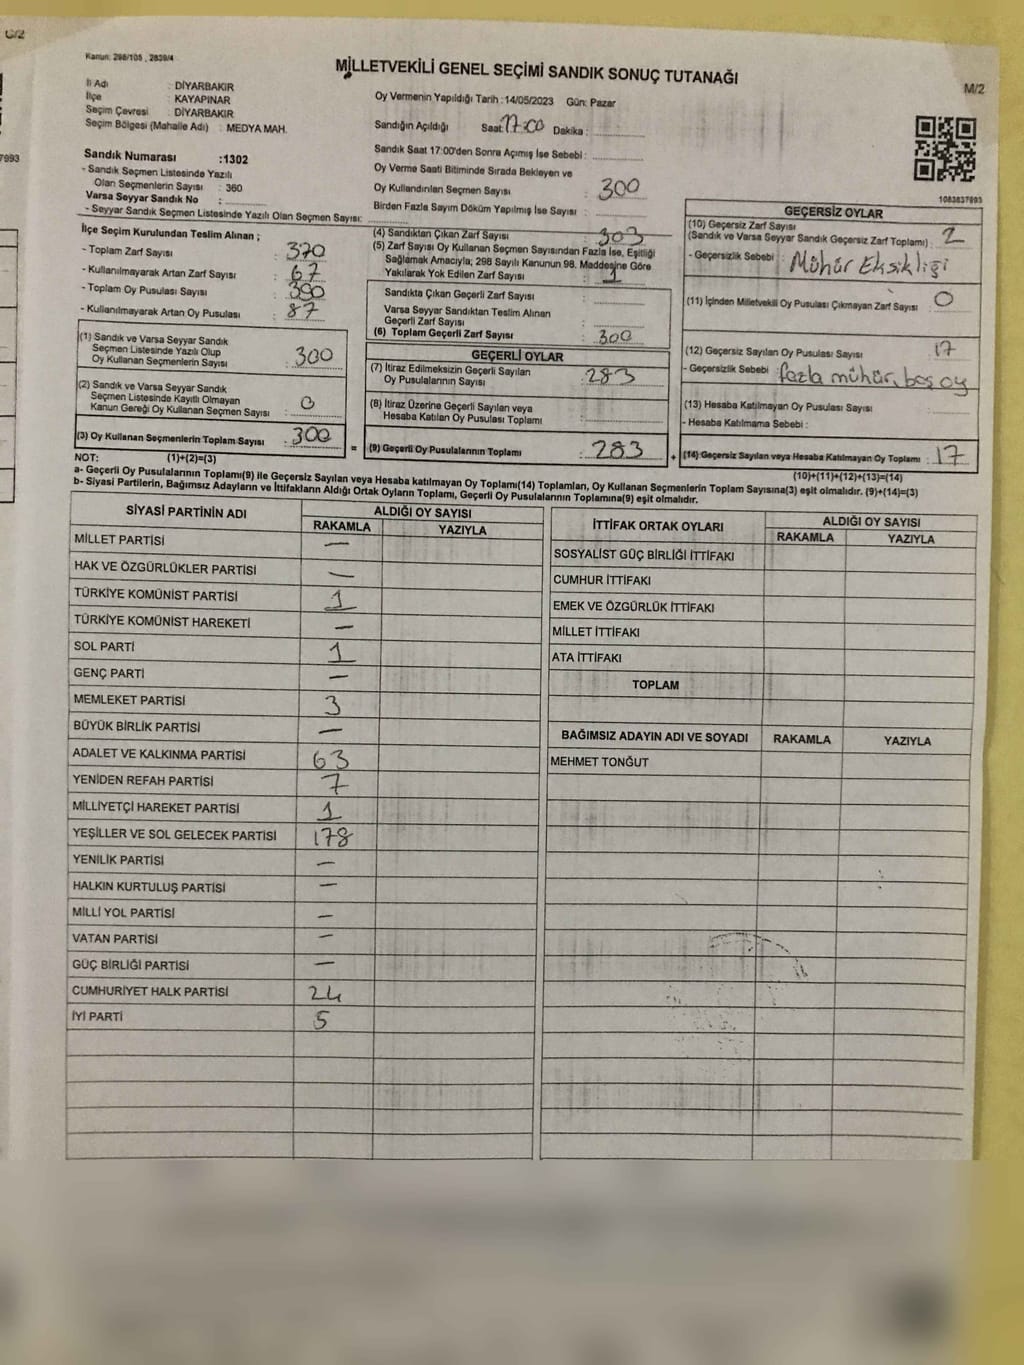 G/2
7993
Kanun: 298/105 , 2839/4
MİLLETVEKİLİ GENEL SEÇİMİ SANDIK SONUÇ TUTANAĞI
M/2
İl Adı : DİYARBAKIR
İlçe : KAYAPINAR
Seçim Çevresi : DİYARBAKIR
Seçim Bölgesi (Mahalle Adı) : MEDYA MAH.
Sandık Numarası :1302
- Sandık Seçmen Listesinde Yazılı
Olan Seçmenlerin Sayısı : 360
Varsa Seyyar Sandık No :
- Seyyar Sandık Seçmen Listesinde Yazılı Olan Seçmen Sayısı:
Oy Vermenin Yapıldığı Tarih :14/05/2023 Gün: Pazar
Sandığın Açıldığı Saat: 17:00 Dakika :
Sandık Saat 17:00'den Sonra Açımış İse Sebebi :
Oy Verme Saati Bitiminde Sırada Bekleyen ve
Oy Kullandırılan Seçmen Sayısı : 300
Birden Fazla Sayım Döküm Yapılmış İse Sayısı :
1083837993
İlçe Seçim Kurulundan Teslim Alınan ;
- Toplam Zarf Sayısı : 370
- Kullanılmayarak Artan Zarf Sayısı : 67
- Toplam Oy Pusulası Sayısı :
- Kullanılmayarak Artan Oy Pusulası : 87
(1) Sandık ve Varsa Seyyar Sandık
Seçmen Listesinde Yazılı Olup
Oy Kullanan Seçmenlerin Sayısı : 300
(2) Sandık ve Varsa Seyyar Sandık
Seçmen Listesinde Kayıtlı Olmayan
Kanun Gereği Oy Kullanan Seçmen Sayısı : 0
(3) Oy Kullanan Seçmenlerin Toplam Sayısı : 300
(4) Sandıktan Çıkan Zarf Sayısı : 303
(5) Zarf Sayısı Oy Kullanan Seçmen Sayısından Fazla İse, Eşitliği
Sağlamak Amacıyla; 298 Sayılı Kanunun 98. Maddesine Göre
Yakılarak Yok Edilen Zarf Sayısı : 1
Sandıkta Çıkan Geçerli Zarf Sayısı :
Varsa Seyyar Sandıktan Teslim Alınan
Geçerli Zarf Sayısı :
(6) Toplam Geçerli Zarf Sayısı : 300
GEÇERLİ OYLAR
(7) İtiraz Edilmeksizin Geçerli Sayılan
Oy Pusulalarının Sayısı : 283
(8) İtiraz Üzerine Geçerli Sayılan veya
Hesaba Katılan Oy Pusulası Toplamı :
= (9) Geçerli Oy Pusulalarının Toplamı : 283
GEÇERSİZ OYLAR
(10) Geçersiz Zarf Sayısı
(Sandık ve Varsa Seyyar Sandık Geçersiz Zarf Toplamı) : 2
- Geçersizlik Sebebi : Mühür Eksikliği
(11) İçinden Milletvekili Oy Pusulası Çıkmayan Zarf Sayısı : 0
(12) Geçersiz Sayılan Oy Pusulası Sayısı : 17
- Geçersizlik Sebebi : fazla mühür, boş oy
(13) Hesaba Katılmayan Oy Pusulası Sayısı :
- Hesaba Katılmama Sebebi :
+ (14) Geçersiz Sayılan veya Hesaba Katılmayan Oy Toplamı : 17
NOT: (1)+(2)=(3)
(10)+(11)+(12)+(13)=(14)
a- Geçerli Oy Pusulalarının Toplamı(9) ile Geçersiz Sayılan veya Hesaba katılmayan Oy Toplamı(14) Toplamları, Oy Kullanan Seçmenlerin Toplam Sayısına(3) eşit olmalıdır. (9)+(14)=(3)
b- Siyasi Partilerin, Bağımsız Adayların ve İttifakların Aldığı Ortak Oyların Toplamı, Geçerli Oy Pusulalarının Toplamına(9) eşit olmalıdır.
SİYASİ PARTİNİN ADI ALDIĞI OY SAYISI
RAKAMLA YAZIYLA
MİLLET PARTİSİ —
HAK VE ÖZGÜRLÜKLER PARTİSİ —
TÜRKİYE KOMÜNİST PARTİSİ 1
TÜRKİYE KOMÜNİST HAREKETİ —
SOL PARTİ 1
GENÇ PARTİ —
MEMLEKET PARTİSİ 3
BÜYÜK BİRLİK PARTİSİ —
ADALET VE KALKINMA PARTİSİ 63
YENİDEN REFAH PARTİSİ 7
MİLLİYETÇİ HAREKET PARTİSİ 1
YEŞİLLER VE SOL GELECEK PARTİSİ 178
YENİLİK PARTİSİ —
HALKIN KURTULUŞ PARTİSİ —
MİLLİ YOL PARTİSİ —
VATAN PARTİSİ —
GÜÇ BİRLİĞİ PARTİSİ —
CUMHURİYET HALK PARTİSİ 24
İYİ PARTİ 5
İTTİFAK ORTAK OYLARI ALDIĞI OY SAYISI
RAKAMLA YAZIYLA
SOSYALİST GÜÇ BİRLİĞİ İTTİFAKI
CUMHUR İTTİFAKI
EMEK VE ÖZGÜRLÜK İTTİFAKI
MİLLET İTTİFAKI
ATA İTTİFAKI
TOPLAM
BAĞIMSIZ ADAYIN ADI VE SOYADI RAKAMLA YAZIYLA
MEHMET TONĞUT